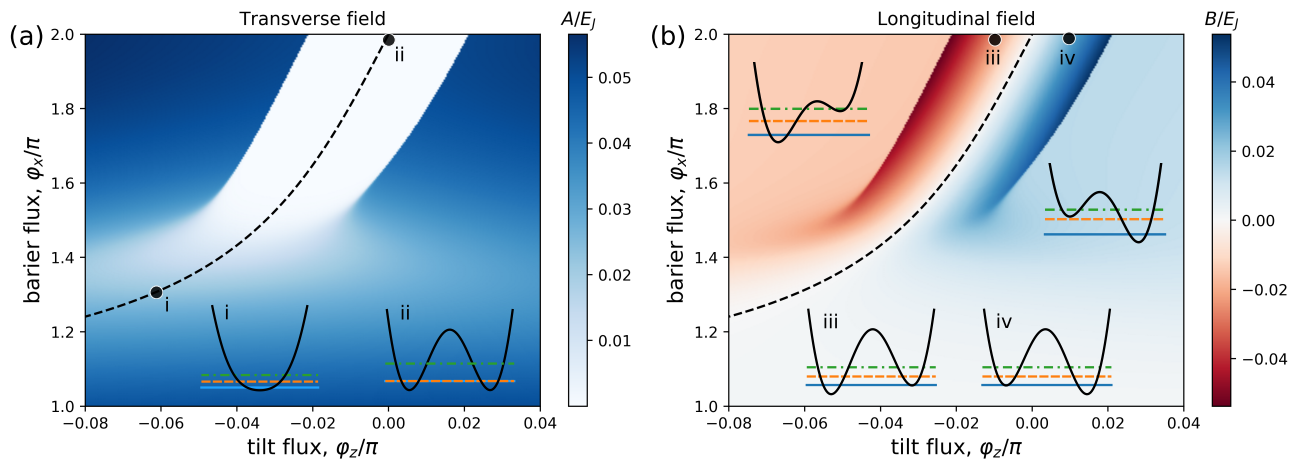 (a)
Transverse field
A/E_J
2.0
1.8
1.6
1.4
1.2
1.0
barier flux, φ_x/π
−0.08
−0.06
−0.04
−0.02
0.00
0.02
0.04
tilt flux, φ_z/π
ii
i
i
ii
0.05
0.04
0.03
0.02
0.01
(b)
Longitudinal field
B/E_J
2.0
1.8
1.6
1.4
1.2
1.0
barier flux, φ_x/π
−0.08
−0.06
−0.04
−0.02
0.00
0.02
0.04
tilt flux, φ_z/π
iii
iv
iii
iv
0.04
0.02
0.00
−0.02
−0.04